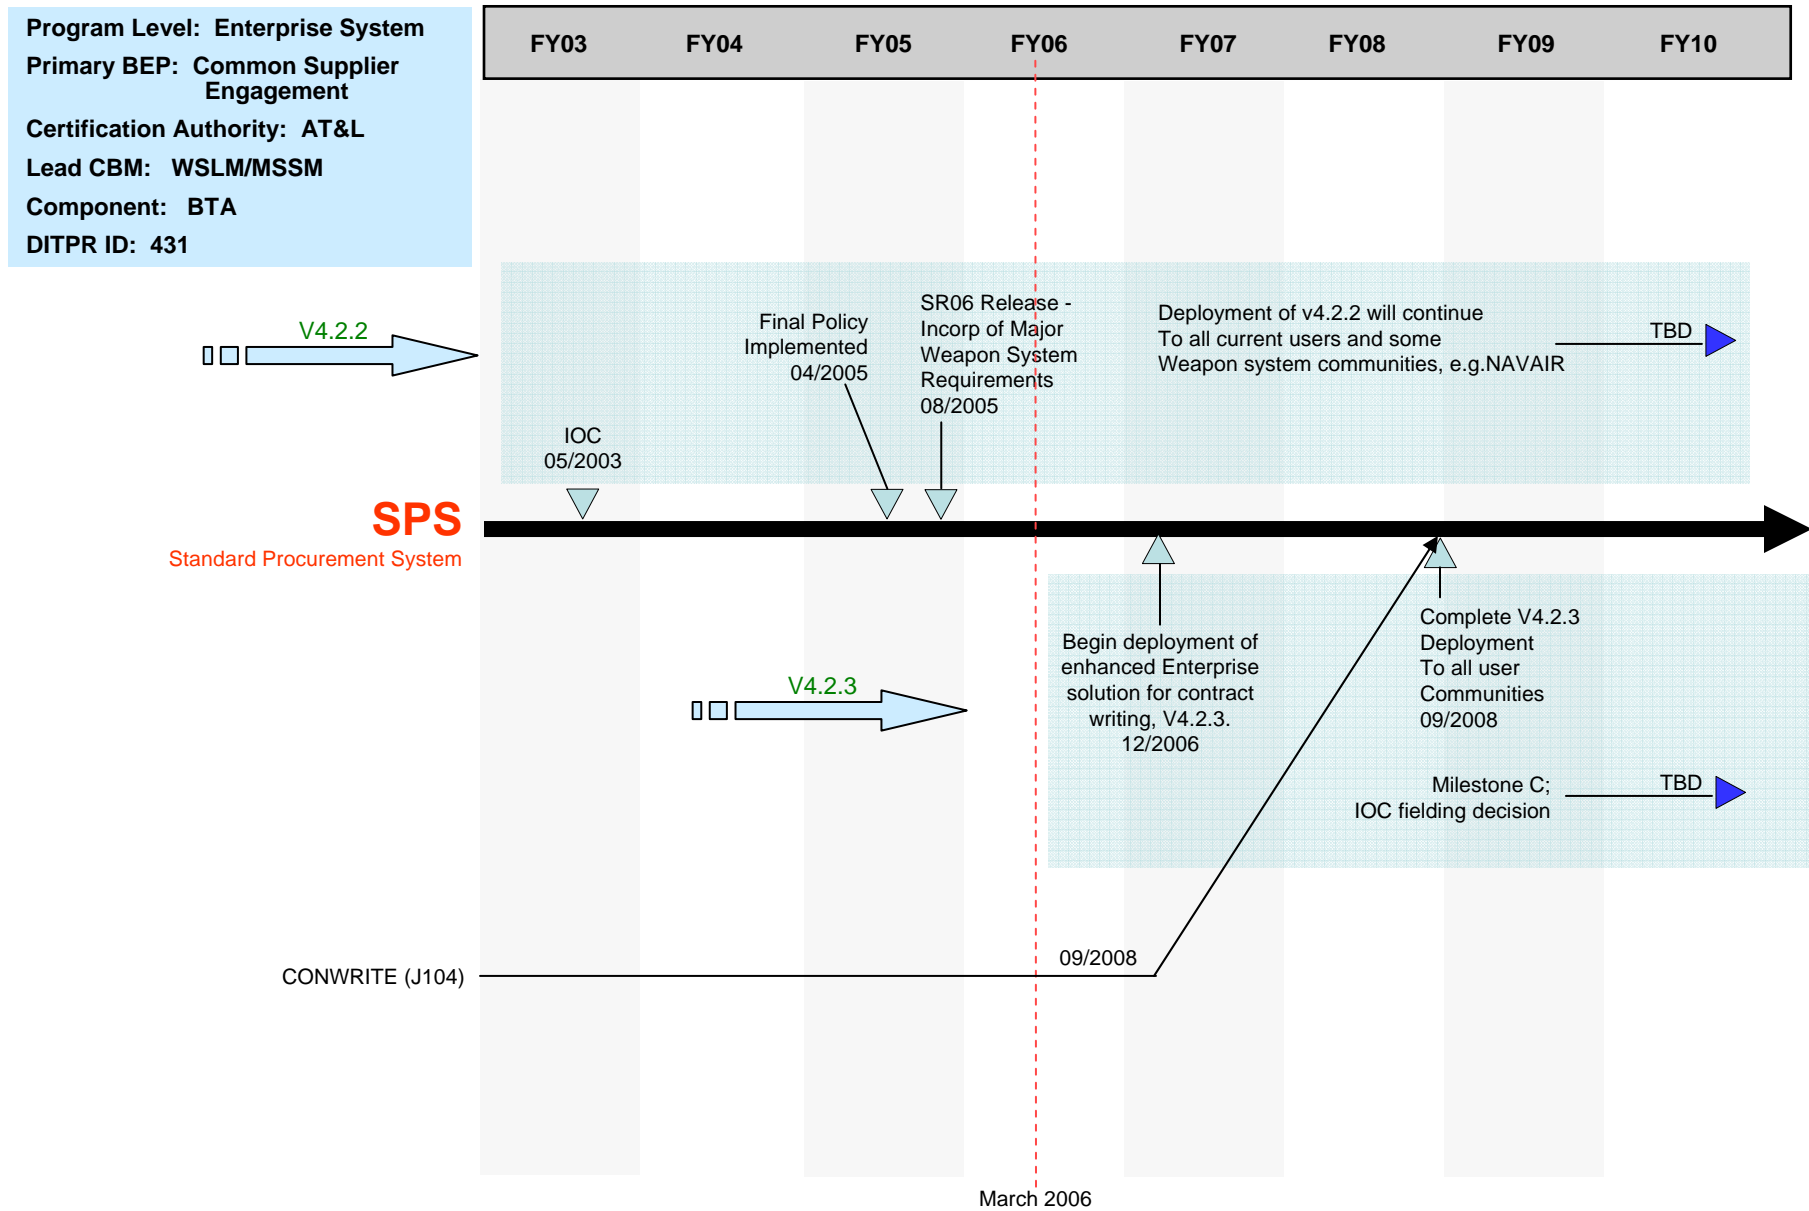 Program Level: Enterprise System
Primary BEP: Common Supplier
Engagement
Certification Authority: AT&L
Lead CBM: WSLM/MSSM
Component: BTA
DITPR ID: 431
FY03 FY04 FY05 FY06 FY07 FY08 FY09 FY10
V4.2.2
IOC
05/2003
Final Policy
Implemented
04/2005
SR06 Release -
Incorp of Major
Weapon System
Requirements
08/2005
Deployment of v4.2.2 will continue
To all current users and some
Weapon system communities, e.g.NAVAIR
TBD
SPS
Standard Procurement System
V4.2.3
Begin deployment of
enhanced Enterprise
solution for contract
writing, V4.2.3.
12/2006
Complete V4.2.3
Deployment
To all user
Communities
09/2008
Milestone C;
IOC fielding decision
TBD
CONWRITE (J104)
09/2008
March 2006